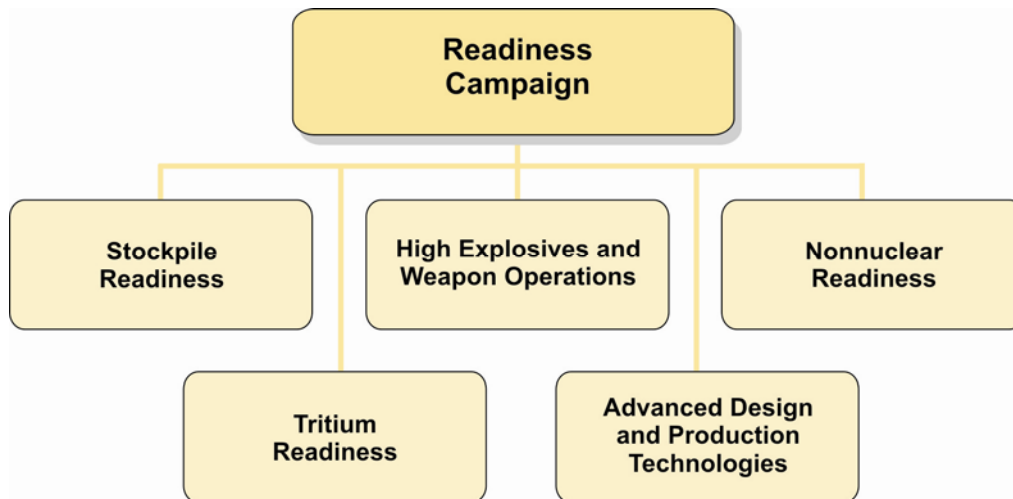 Readiness
Campaign
Stockpile
Readiness
High Explosives and
Weapon Operations
Nonnuclear
Readiness
Tritium
Readiness
Advanced Design
and Production
Technologies